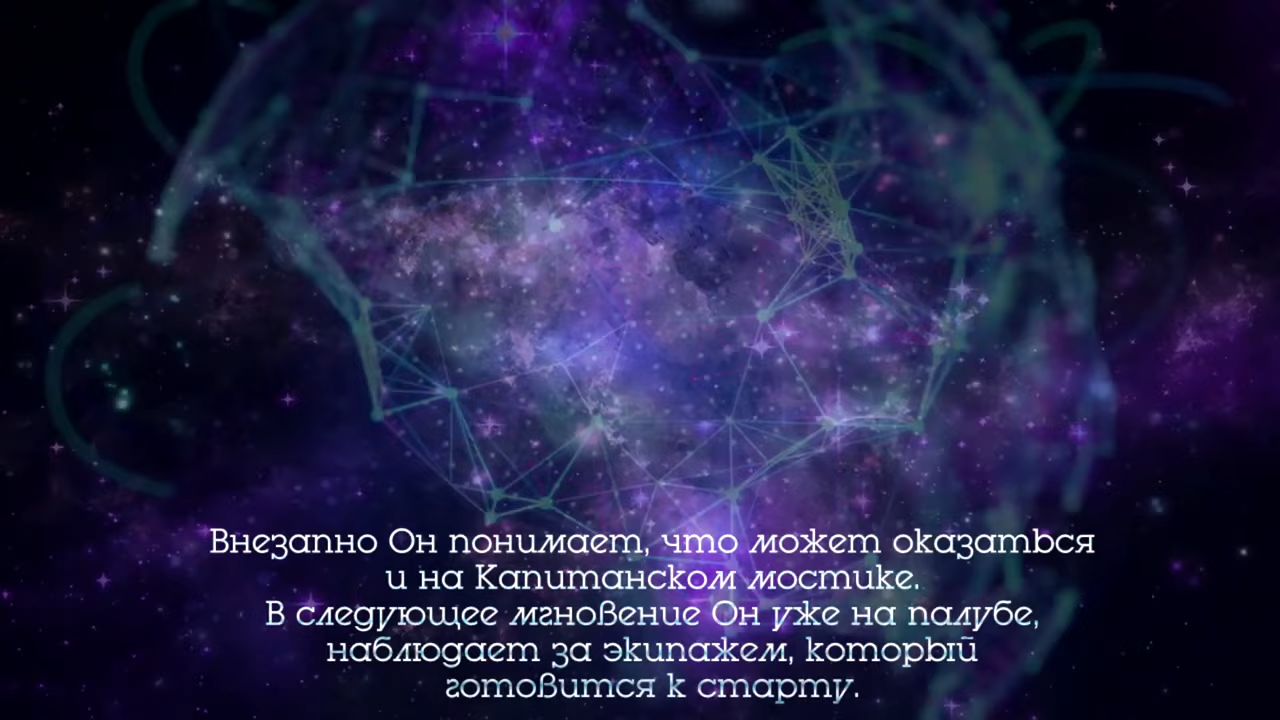 Внезапно Он понимает, что может оказаться
и на Капитанском мостике.
В следующее мгновение Он уже на палубе,
наблюдает за экипажем, который
готовится к старту.